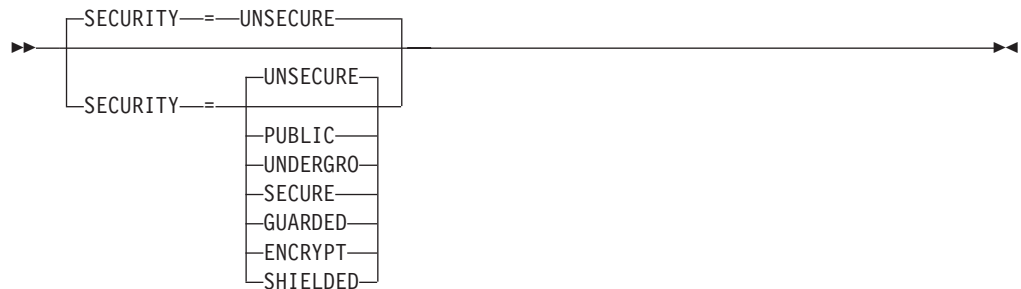 SECURITY = UNSECURE
UNSECURE
SECURITY =
PUBLIC
UNDERGRO
SECURE
GUARDED
ENCRYPT
SHIELDED